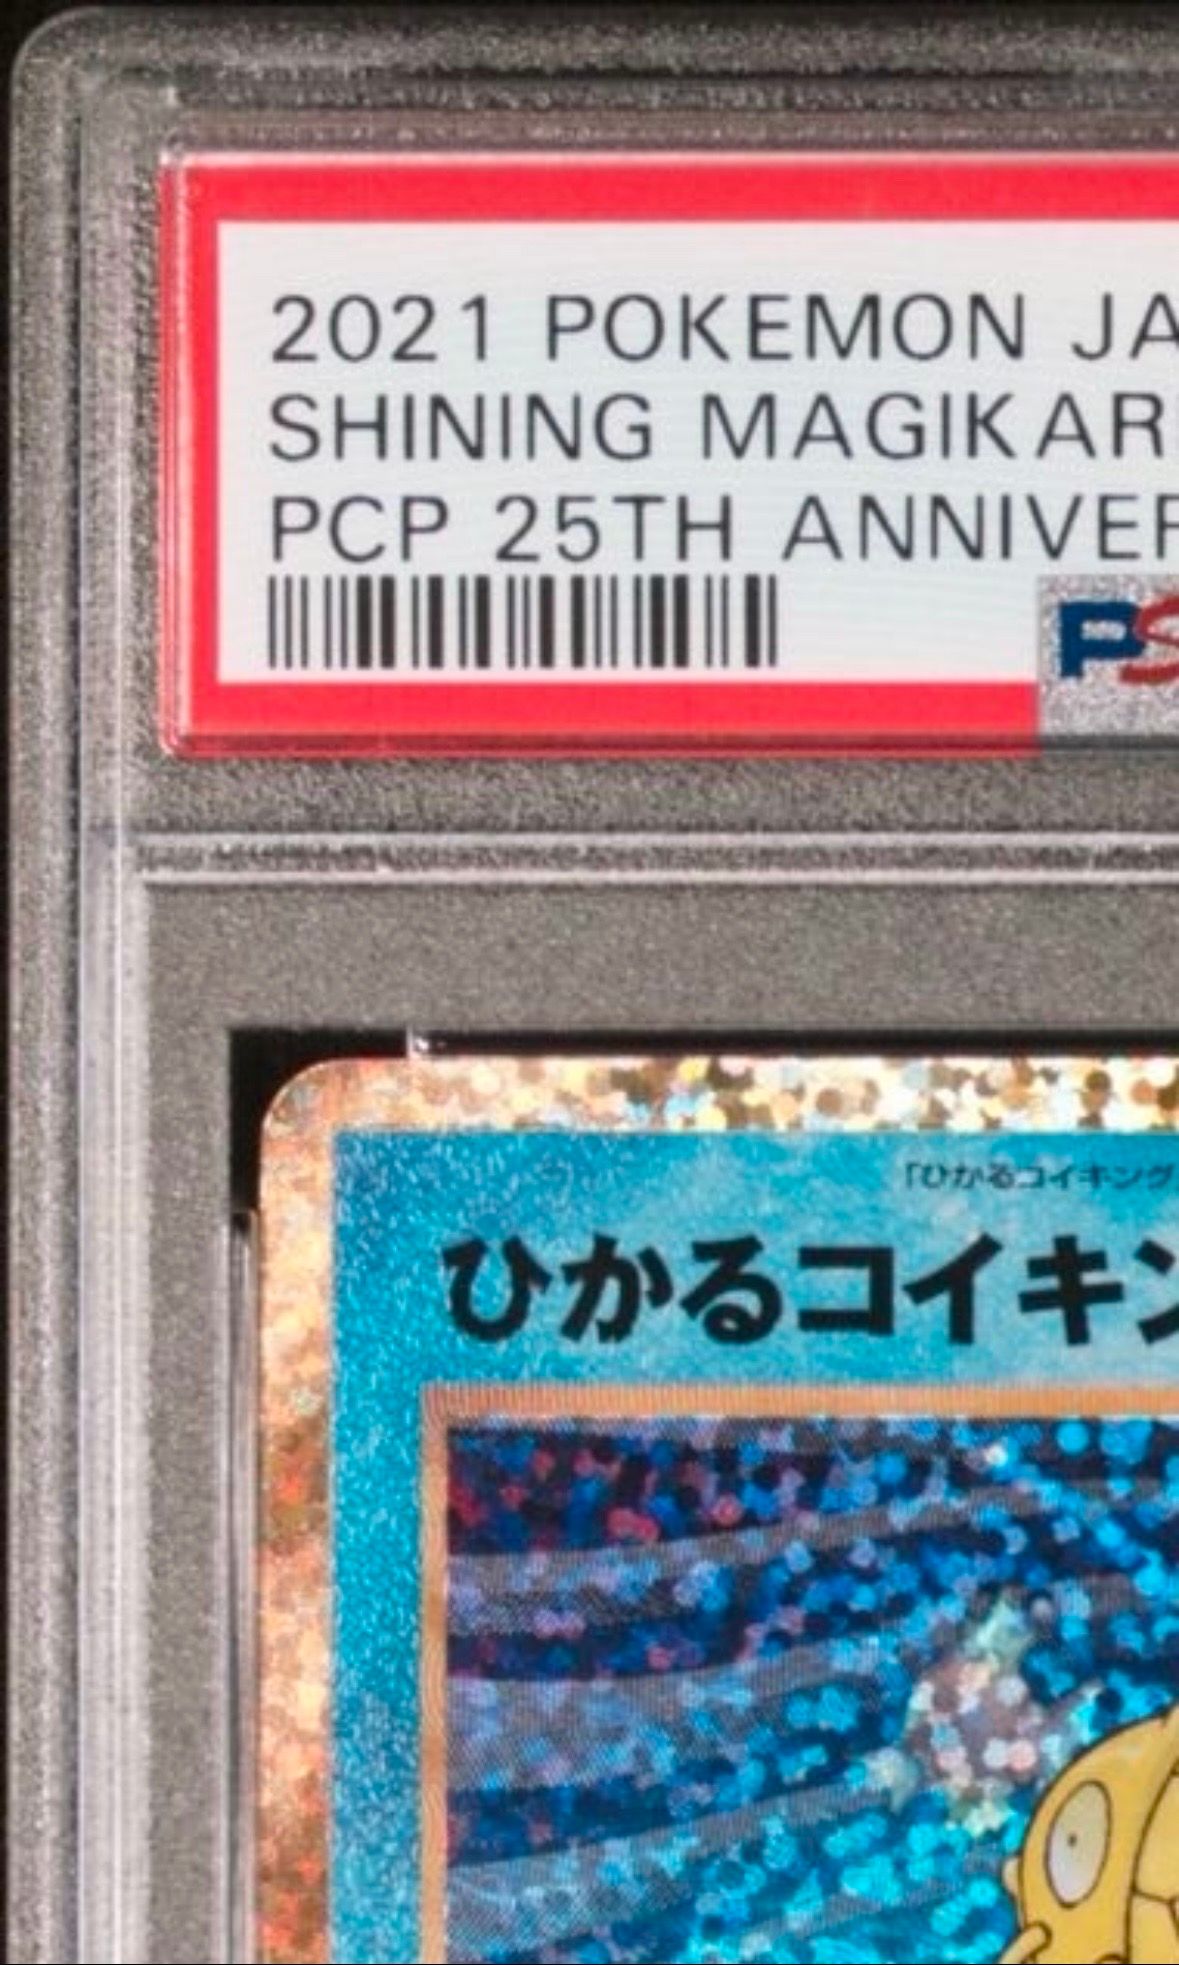 2021 POKEMON JA
SHINING MAGIKAR
PCP 25TH ANNIVER
PS
「ひかるコイキング
ひかるコイキン